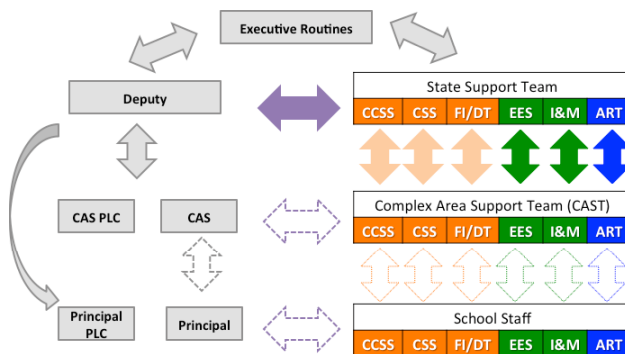 Executive Routines
State Support Team
Deputy
CCSS CSS FI/DT EES I&M ART
Complex Area Support Team (CAST)
CAS PLC CAS
CCSS CSS FI/DT EES I&M ART
School Staff
Principal
PLC
Principal
CCSS CSS FI/DT EES I&M ART